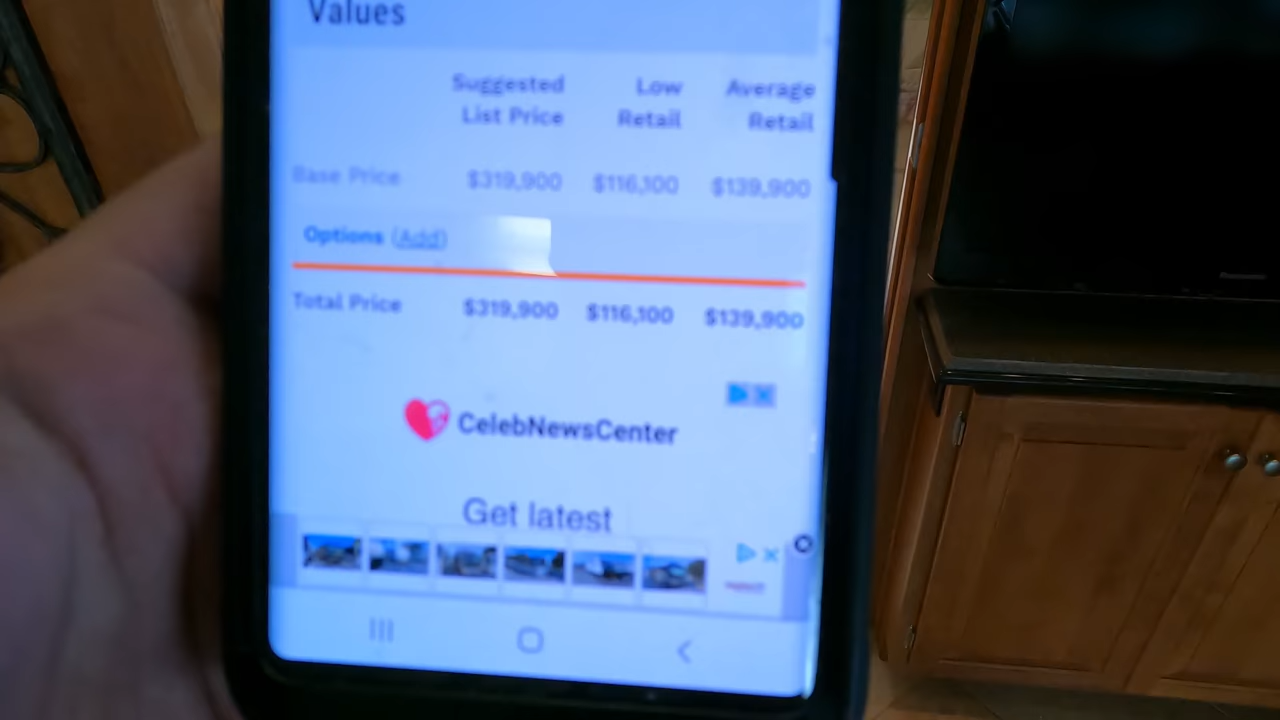 Values
Suggested Low Average
List Price Retail Retail
Base Price $319,900 $116,100 $139,900
Options (Add)
Total Price $319,900 $116,100 $139,900
CelebNewsCenter
Get latest
Panasonic